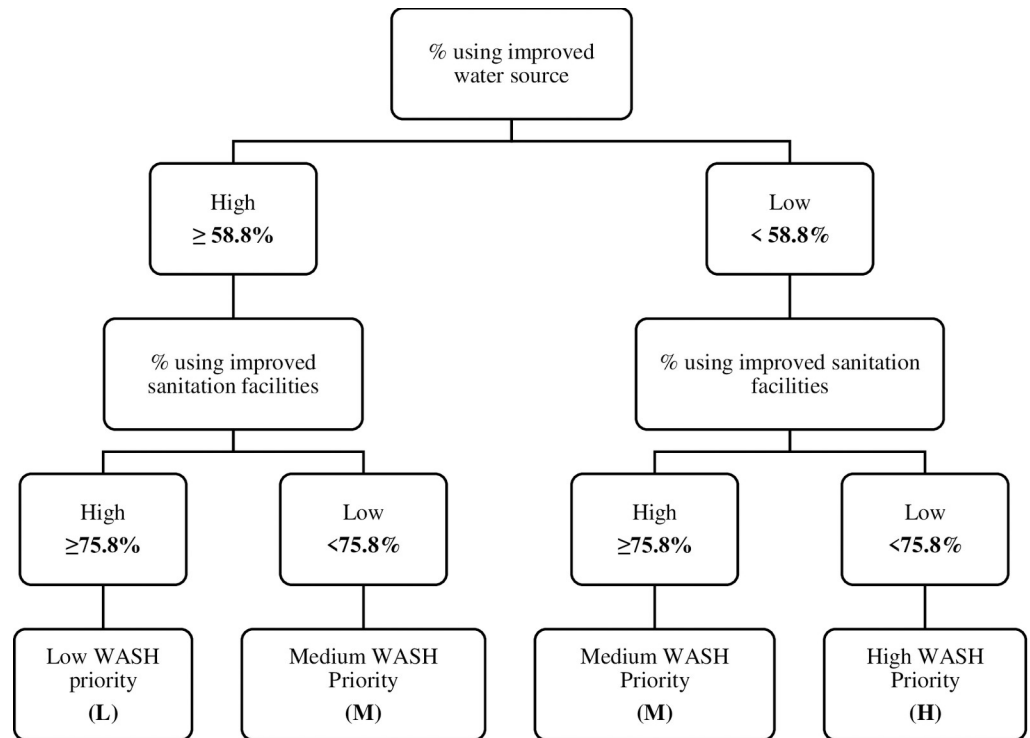 % using improved
water source
High
≥ 58.8%
Low
< 58.8%
% using improved
sanitation facilities
% using improved sanitation
facilities
High
≥75.8%
Low
<75.8%
High
≥75.8%
Low
<75.8%
Low WASH
priority
(L)
Medium WASH
Priority
(M)
Medium WASH
Priority
(M)
High WASH
Priority
(H)